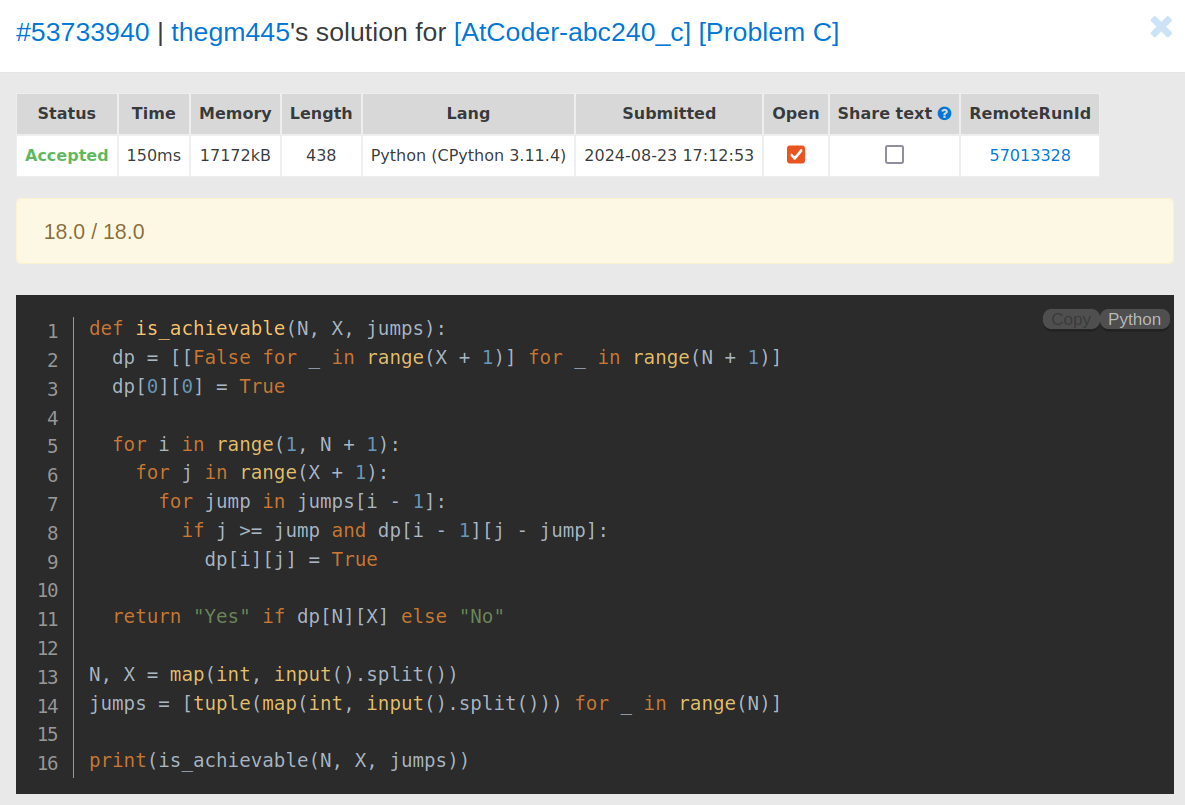 #53733940 | thegm445's solution for [AtCoder-abc240_c] [Problem C]
Status Time Memory Length Lang Submitted Open Share text RemoteRunId
Accepted 150ms 17172kB 438 Python (CPython 3.11.4) 2024-08-23 17:12:53 57013328
18.0 / 18.0
Copy Python
1 def is_achievable(N, X, jumps):
2   dp = [[False for _ in range(X + 1)] for _ in range(N + 1)]
3   dp[0][0] = True
4
5   for i in range(1, N + 1):
6     for j in range(X + 1):
7       for jump in jumps[i - 1]:
8         if j >= jump and dp[i - 1][j - jump]:
9           dp[i][j] = True
10
11   return "Yes" if dp[N][X] else "No"
12
13 N, X = map(int, input().split())
14 jumps = [tuple(map(int, input().split())) for _ in range(N)]
15
16 print(is_achievable(N, X, jumps))